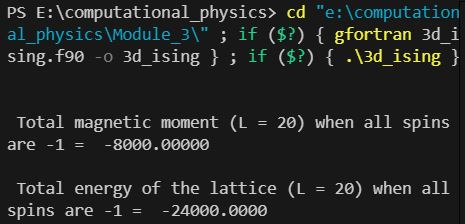 PS E:\computational_physics> cd "e:\computation
al_physics\Module_3\" ; if ($?) { gfortran 3d_i
sing.f90 -o 3d_ising } ; if ($?) { .\3d_ising }
Total magnetic moment (L = 20) when all spins
are -1 =  -8000.00000
Total energy of the lattice (L = 20) when all
spins are -1 =  -24000.0000